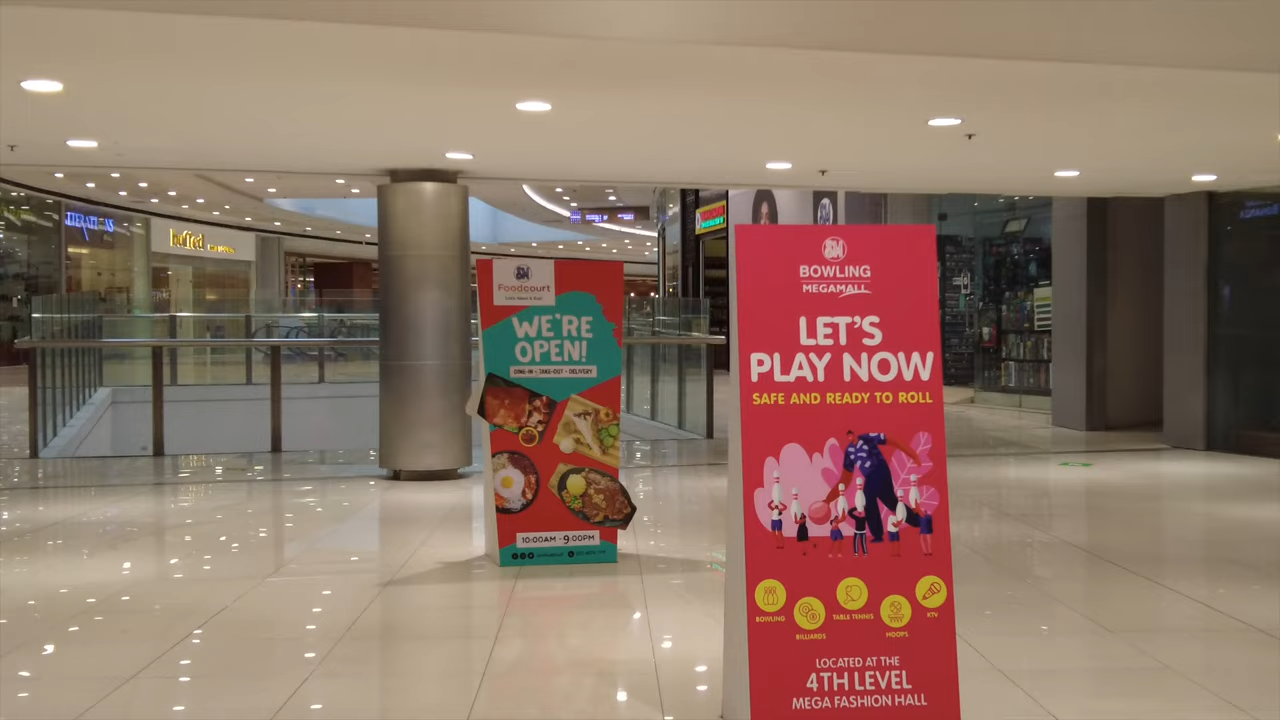 buffed
SM
Foodcourt
WE'RE
OPEN!
DINE-IN • TAKE-OUT • DELIVERY
10:00AM - 9:00PM
SM
BOWLING
MEGAMALL
LET'S
PLAY NOW
SAFE AND READY TO ROLL
BOWLING
BILLIARDS
TABLE TENNIS
HOOPS
KTV
LOCATED AT THE
4TH LEVEL
MEGA FASHION HALL